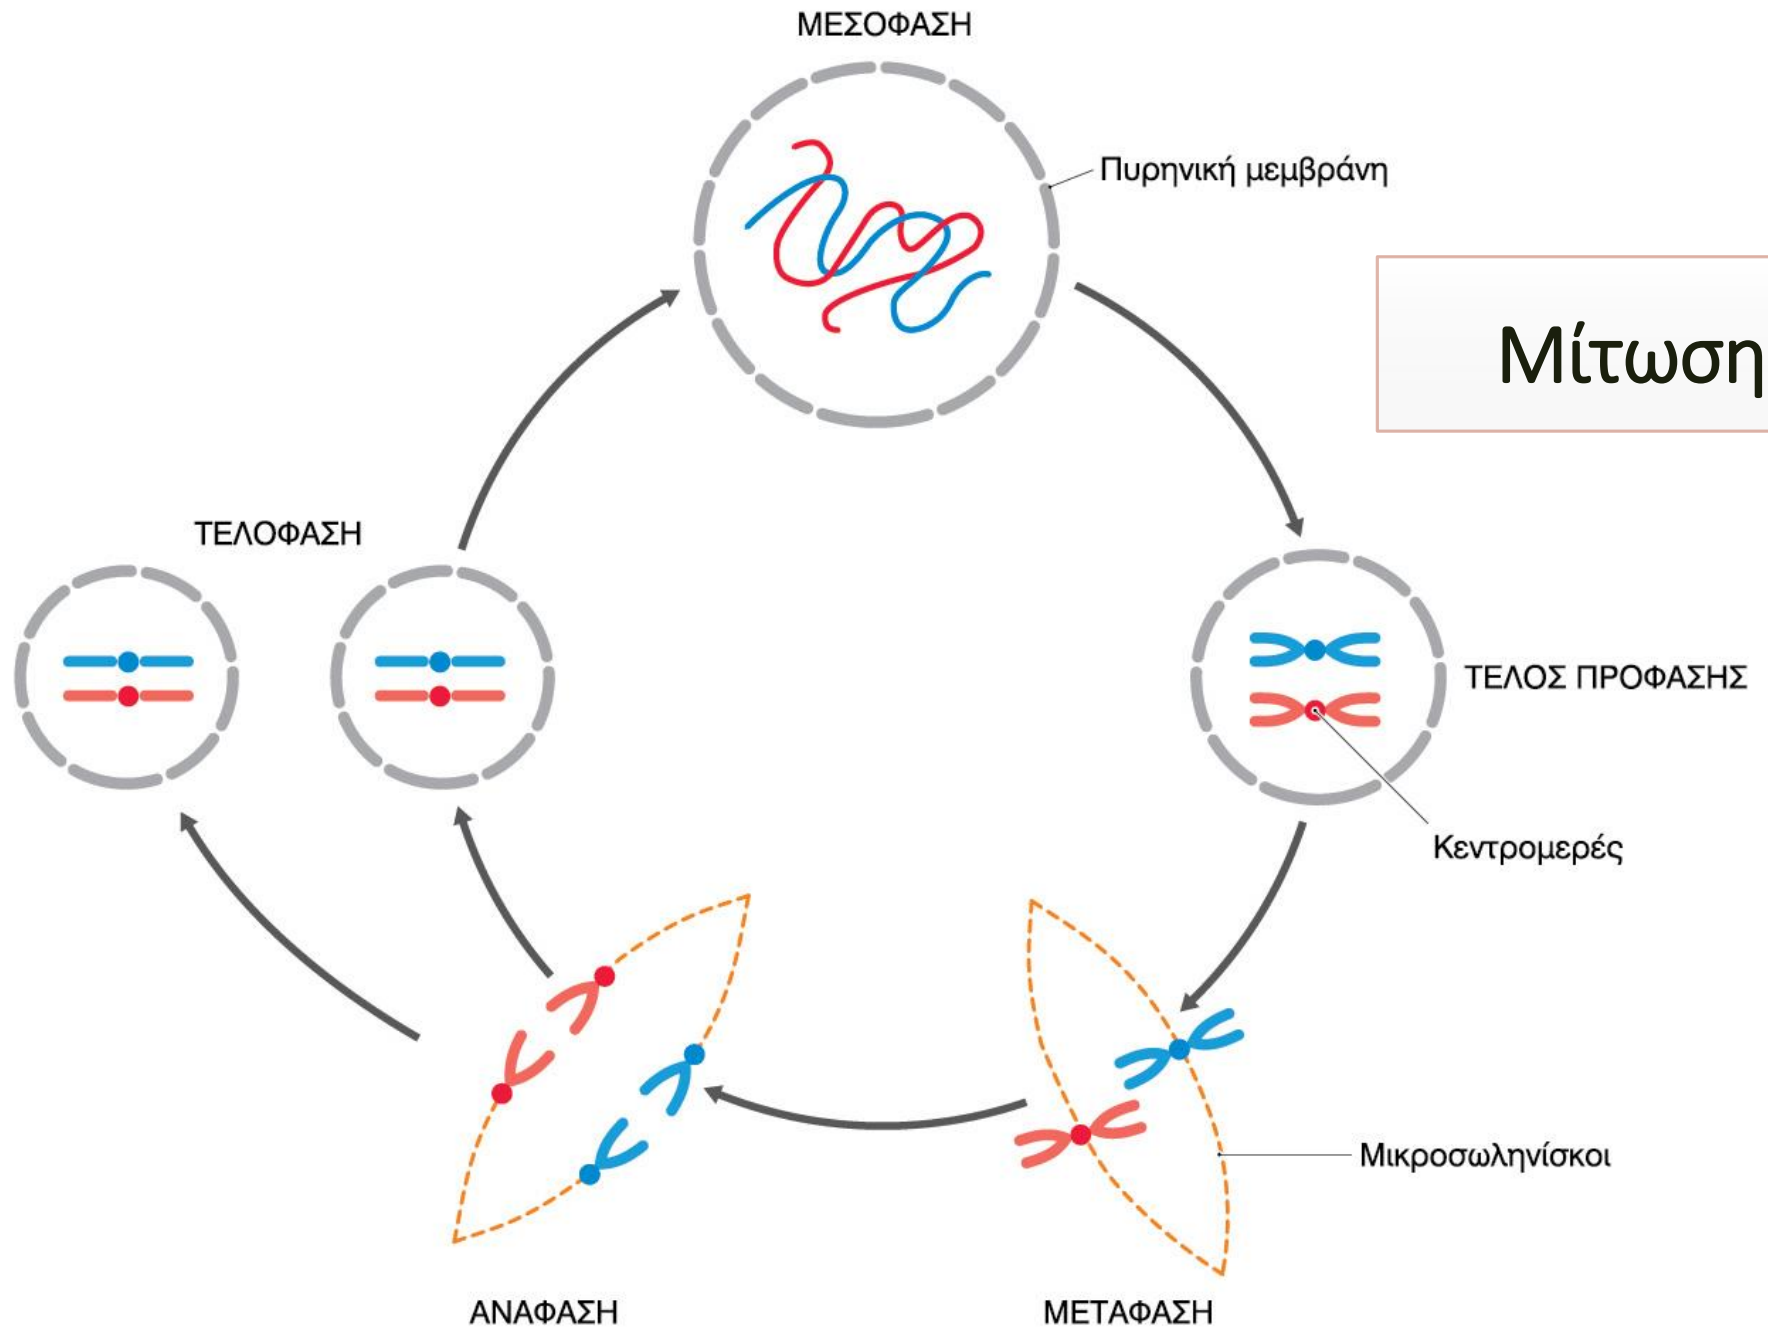 ΜΕΣΟΦΑΣΗ
Πυρηνική μεμβράνη
Μίτωση
ΤΕΛΟΦΑΣΗ
ΤΕΛΟΣ ΠΡΟΦΑΣΗΣ
Κεντρομερές
Μικροσωληνίσκοι
ΑΝΑΦΑΣΗ
ΜΕΤΑΦΑΣΗ